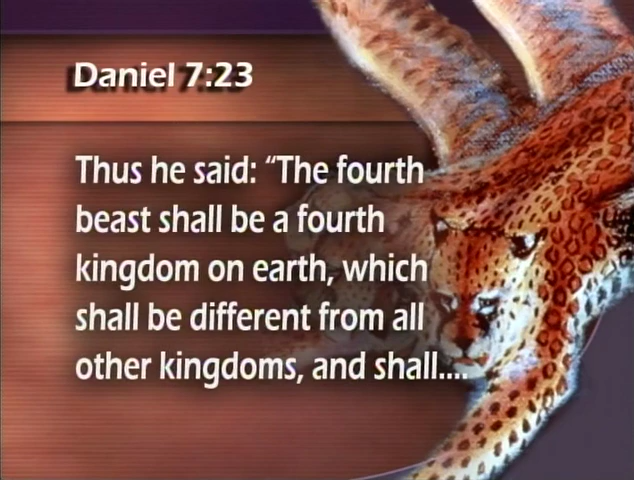 Daniel 7:23
Thus he said: “The fourth
beast shall be a fourth
kingdom on earth, which
shall be different from all
other kingdoms, and shall....